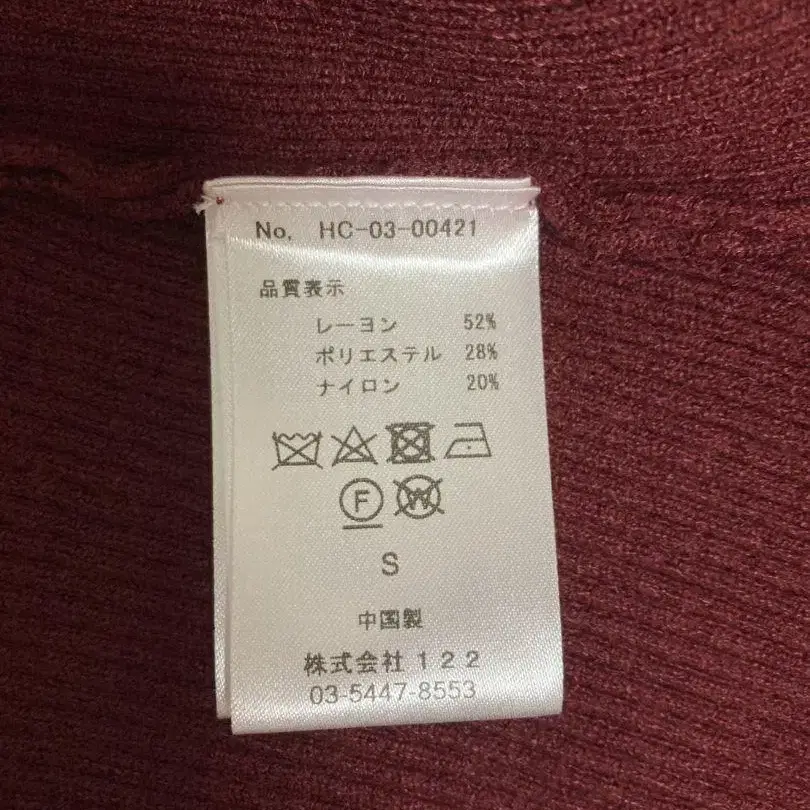 No. HC-03-00421
品質表示
レーヨン 52%
ポリエステル 28%
ナイロン 20%
F W
S
中国製
株式会社 122
03-5447-8553